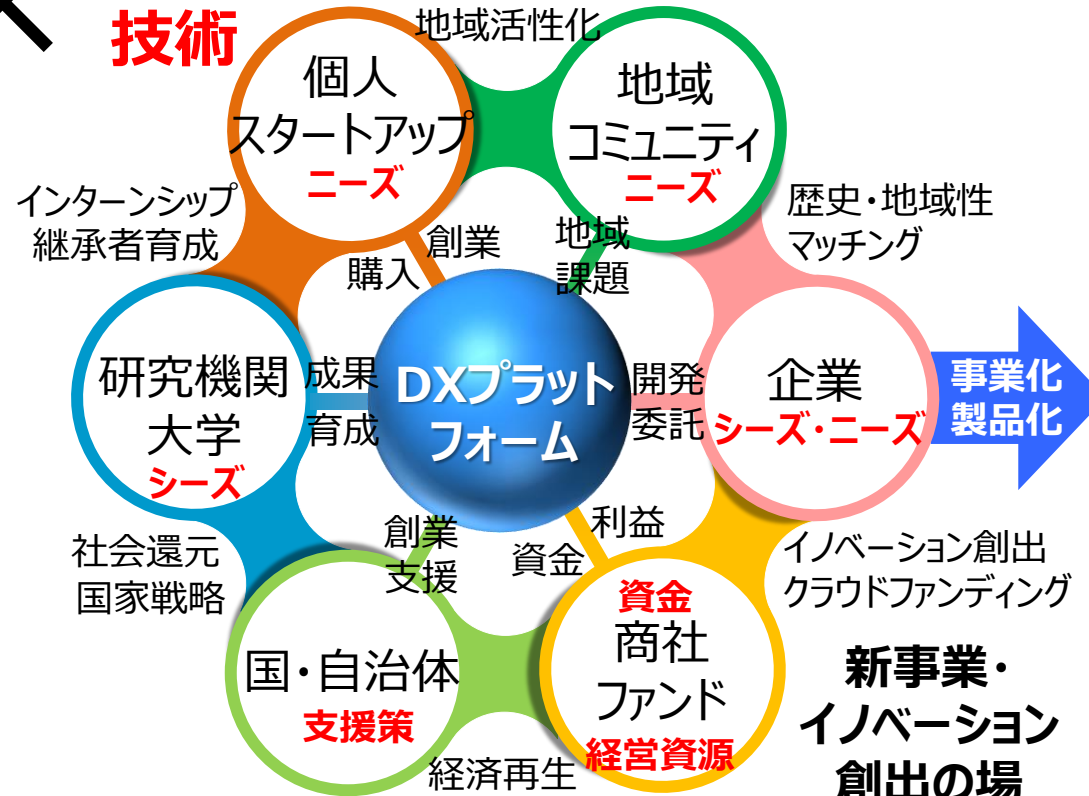 技術
地域活性化
個人
スタートアップ
ニーズ
地域
コミュニティ
ニーズ
インターンシップ
継承者育成
歴史・地域性
マッチング
購入
創業
地域
課題
研究機関
大学
シーズ
成果
育成
DXプラット
フォーム
開発
委託
企業
シーズ・ニーズ
事業化
製品化
社会還元
国家戦略
創業
支援
資金
利益
イノベーション創出
クラウドファンディング
国・自治体
支援策
資金
商社
ファンド
経営資源
経済再生
新事業・
イノベーション
創出の場